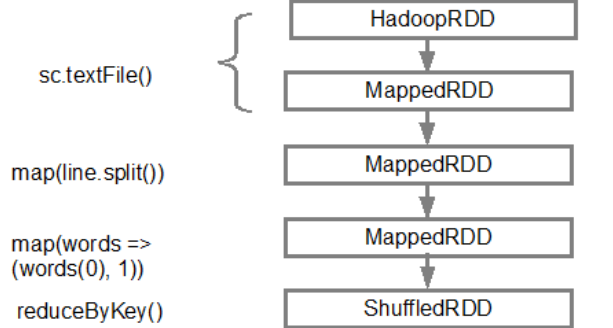 HadoopRDD
sc.textFile()
MappedRDD
map(line.split())
MappedRDD
map(words =>
(words(0), 1))
MappedRDD
reduceByKey()
ShuffledRDD